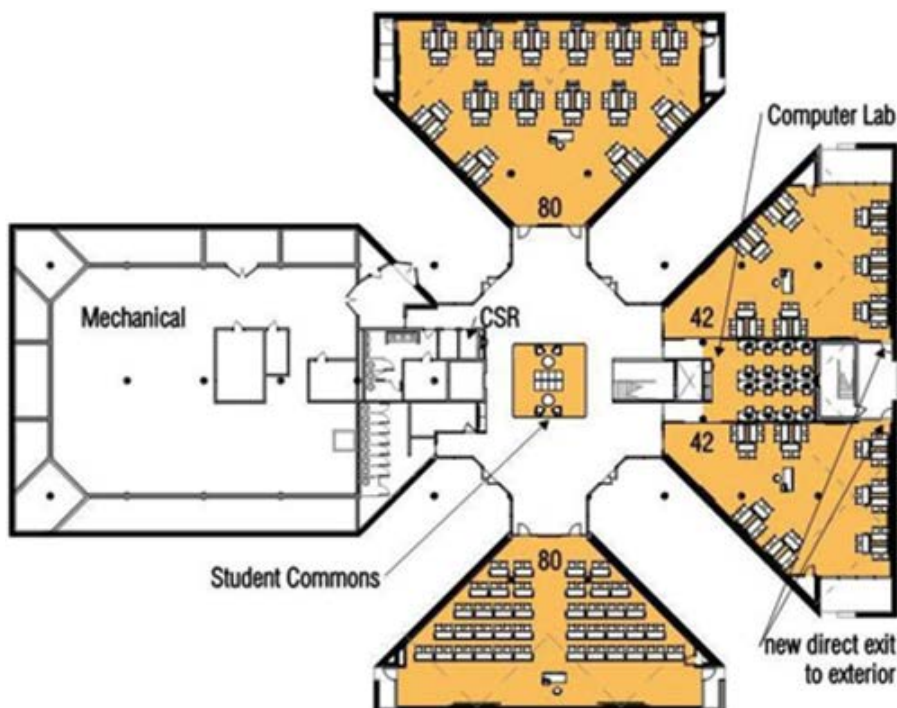 Computer Lab
80
Mechanical
CSR
42
42
Student Commons
80
new direct exit
to exterior